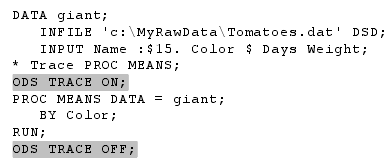 DATA giant;
   INFILE 'c:\MyRawData\Tomatoes.dat' DSD;
   INPUT Name :$15. Color $ Days Weight;
* Trace PROC MEANS;
ODS TRACE ON;
PROC MEANS DATA = giant;
   BY Color;
RUN;
ODS TRACE OFF;